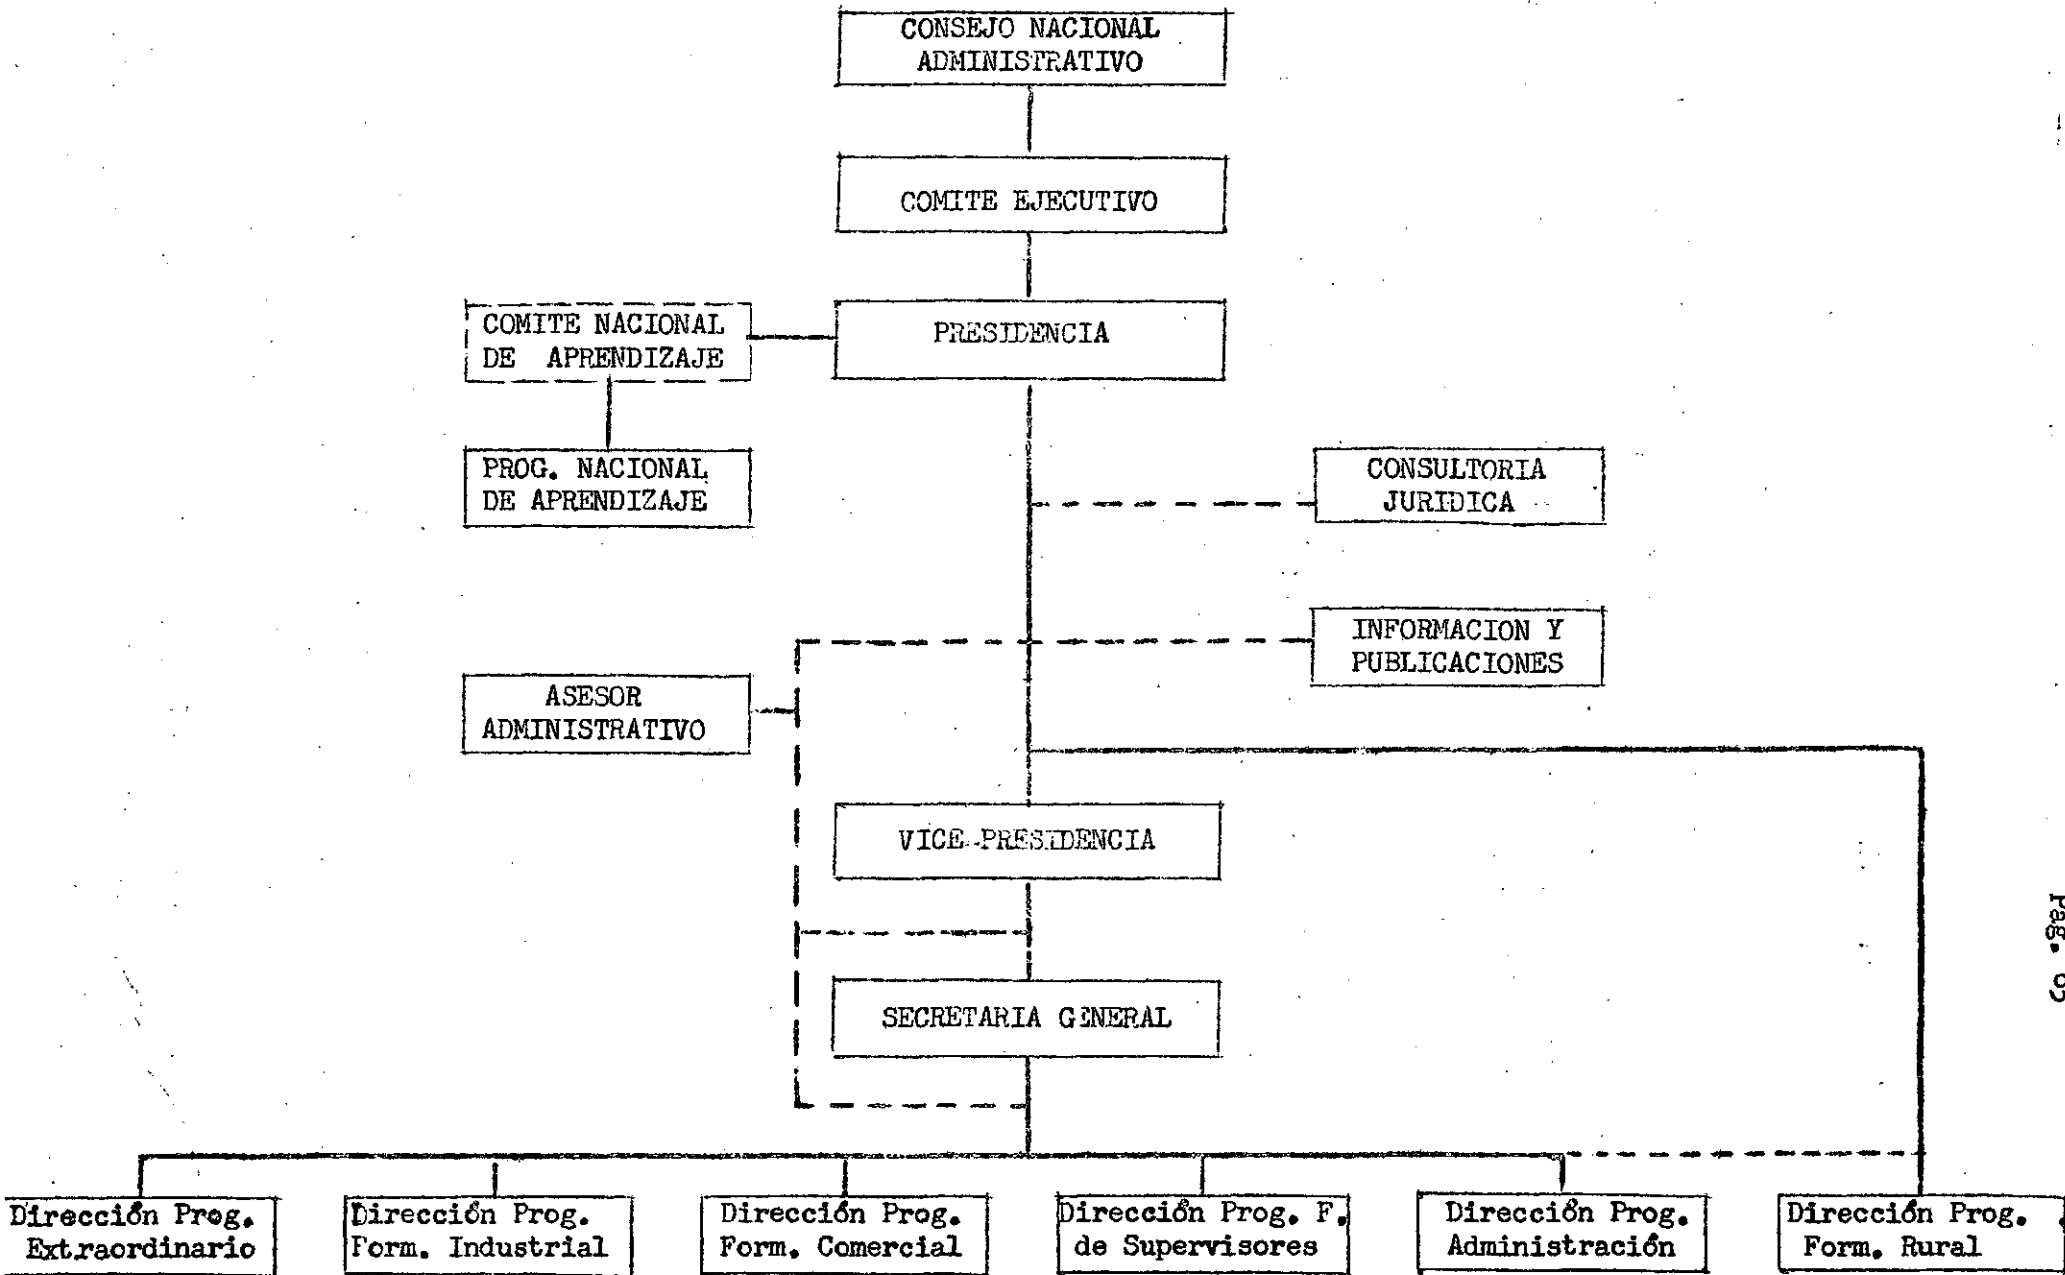 CONSEJO NACIONAL
ADMINISTRATIVO
COMITE EJECUTIVO
COMITE NACIONAL
DE APRENDIZAJE
PRESIDENCIA
PROG. NACIONAL
DE APRENDIZAJE
CONSULTORIA
JURIDICA
INFORMACION Y
PUBLICACIONES
ASESOR
ADMINISTRATIVO
VICE-PRESIDENCIA
SECRETARIA GENERAL
Pag. 9
Dirección Prog.
Extraordinario
Dirección Prog.
Form. Industrial
Dirección Prog.
Form. Comercial
Dirección Prog. F.
de Supervisores
Dirección Prog.
Administración
Dirección Prog.
Form. Rural